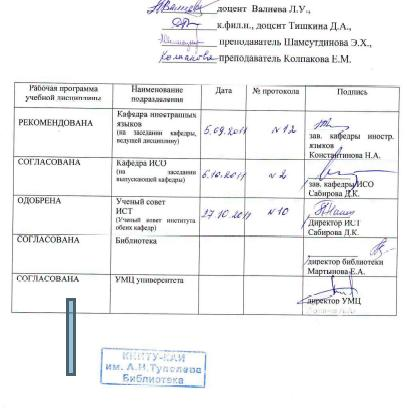 доцент Валиева Л.У.,
к.фил.н., доцент Тишкина Д.А.,
преподаватель Шамсутдинова Э.Х.,
преподаватель Колпакова Е.М.
Рабочая программа учебной дисциплины
Наименование подразделения
Дата
№ протокола
Подпись
РЕКОМЕНДОВАНА
Кафедра иностранных языков
(на заседании кафедры, ведущей дисциплину)
5.09.2011
N 12
зав. кафедры иностр. языков
Константинова Н.А.
СОГЛАСОВАНА
Кафедра ИСО
(на заседании выпускающей кафедры)
6.10.2011
N 2
зав. кафедры ИСО
Сабирова Д.К.
ОДОБРЕНА
Ученый совет
ИСТ
(Ученый совет института обеих кафедр)
27 10 2011
N 10
Директор ИСТ
Сабирова Д.К.
СОГЛАСОВАНА
Библиотека
директор библиотеки
Мартынова Е.А.
СОГЛАСОВАНА
УМЦ университета
директор УМЦ
КНИТУ-КАИ
им. А.Н.Туполева
Библиотека